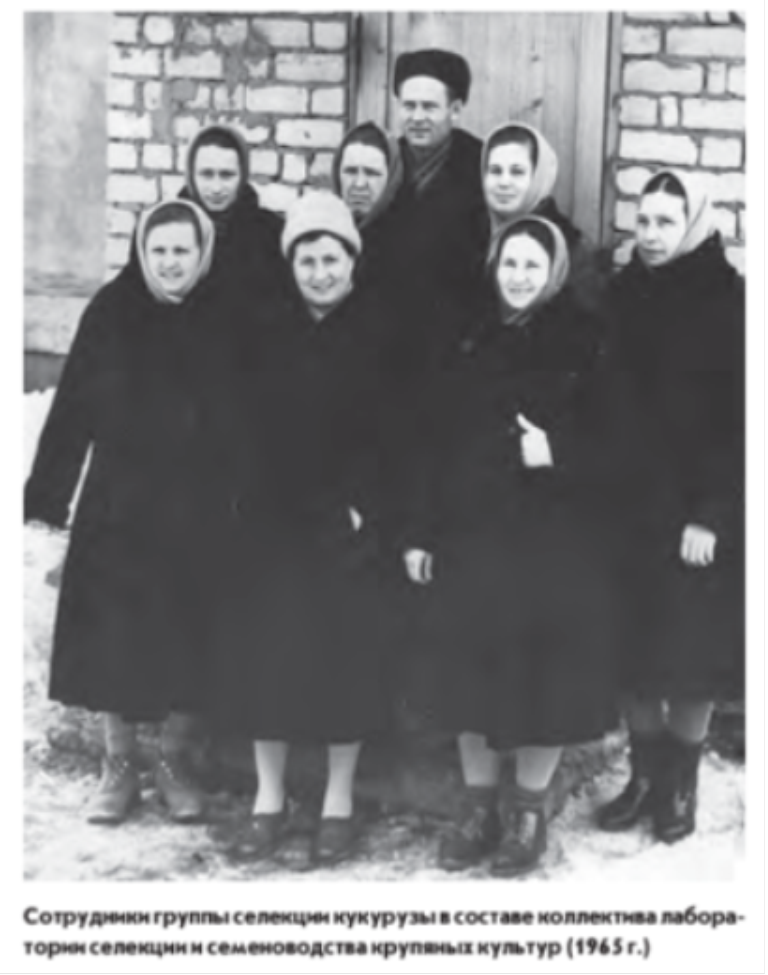 Сотрудники группы селекции кукурузы в составе коллектива лабора-
тории селекции и семеноводства крупяных культур (1965 г.)